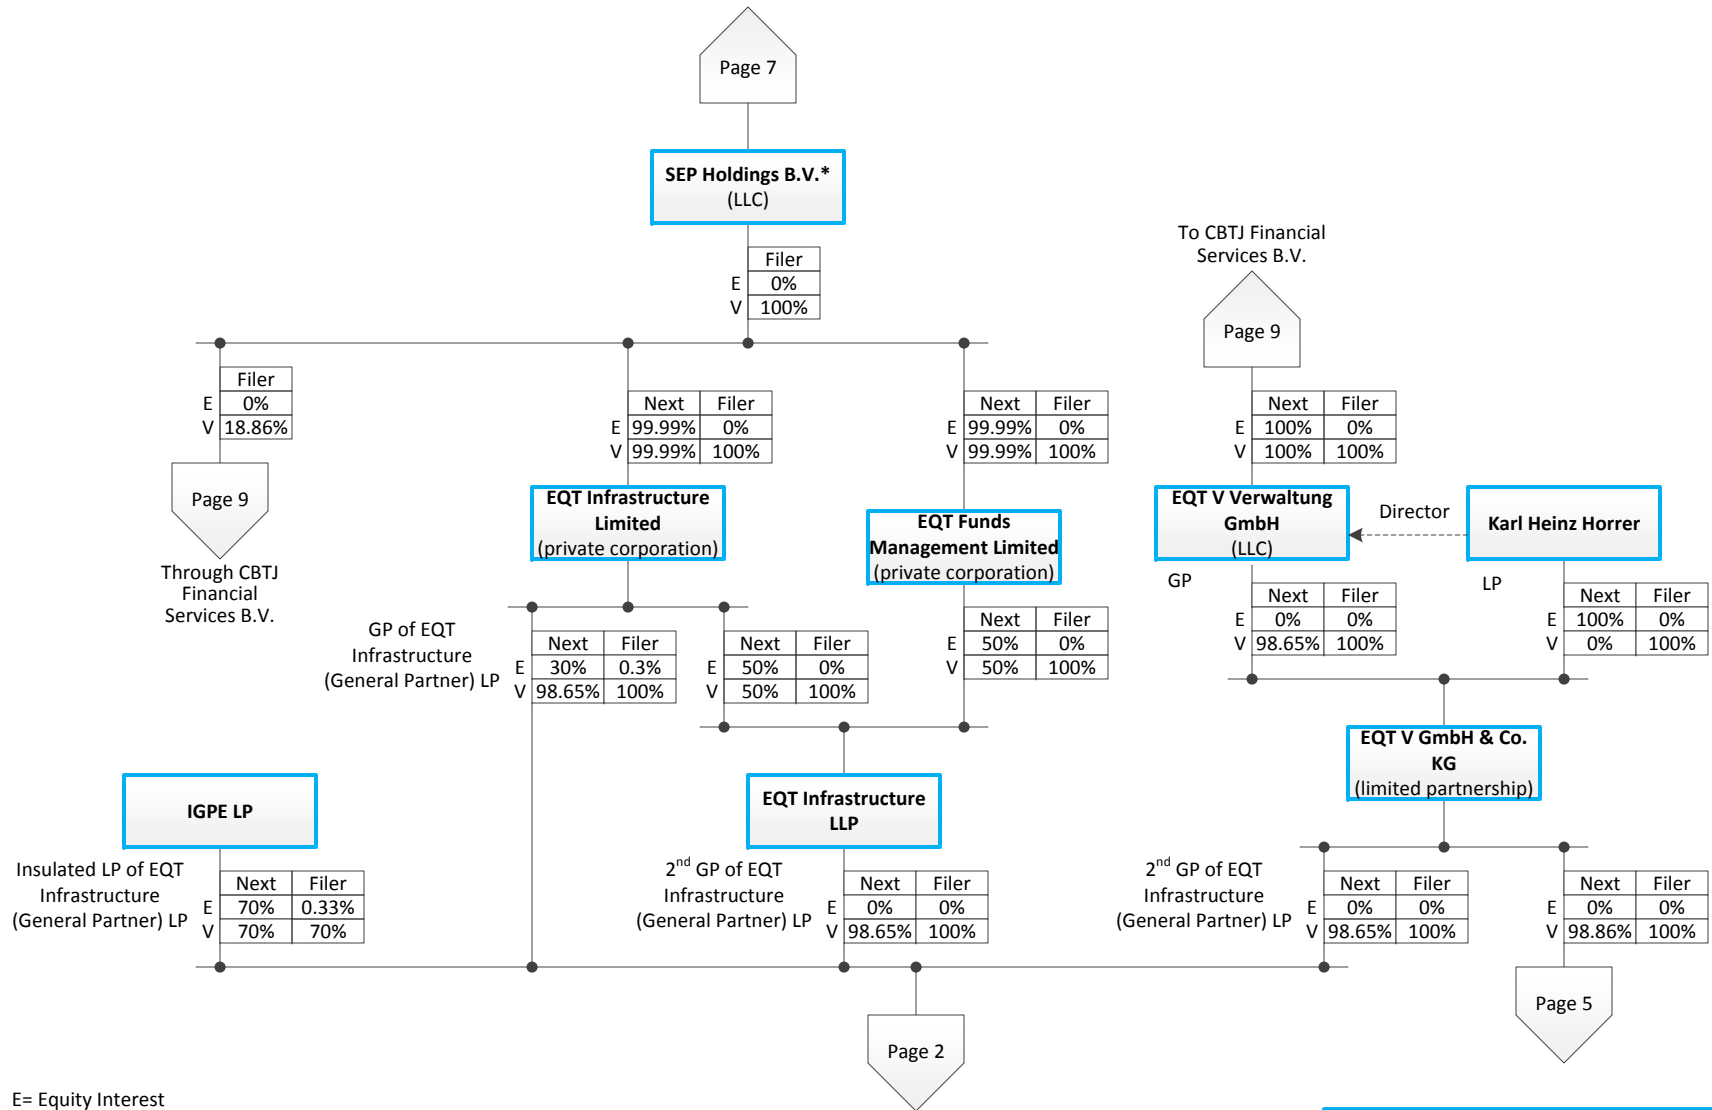 Page 7
SEP Holdings B.V.*
(LLC)
Filer
E 0%
V 100%
To CBTJ Financial
Services B.V.
Page 9
Filer
E 0%
V 18.86%
Page 9
Through CBTJ
Financial
Services B.V.
Next Filer
E 99.99% 0%
V 99.99% 100%
Next Filer
E 99.99% 0%
V 99.99% 100%
Next Filer
E 100% 0%
V 100% 100%
EQT Infrastructure
Limited
(private corporation)
EQT Funds
Management Limited
(private corporation)
EQT V Verwaltung
GmbH
(LLC)
Director
Karl Heinz Horrer
GP
LP
GP of EQT
Infrastructure
(General Partner) LP
Next Filer
E 30% 0.3%
V 98.65% 100%
Next Filer
E 50% 0%
V 50% 100%
Next Filer
E 50% 0%
V 50% 100%
Next Filer
E 0% 0%
V 98.65% 100%
Next Filer
E 100% 0%
V 0% 100%
IGPE LP
EQT Infrastructure
LLP
EQT V GmbH & Co.
KG
(limited partnership)
Insulated LP of EQT
Infrastructure
(General Partner) LP
Next Filer
E 70% 0.33%
V 70% 70%
2nd GP of EQT
Infrastructure
(General Partner) LP
Next Filer
E 0% 0%
V 98.65% 100%
2nd GP of EQT
Infrastructure
(General Partner) LP
Next Filer
E 0% 0%
V 98.65% 100%
Next Filer
E 0% 0%
V 98.86% 100%
Page 5
Page 2
E= Equity Interest